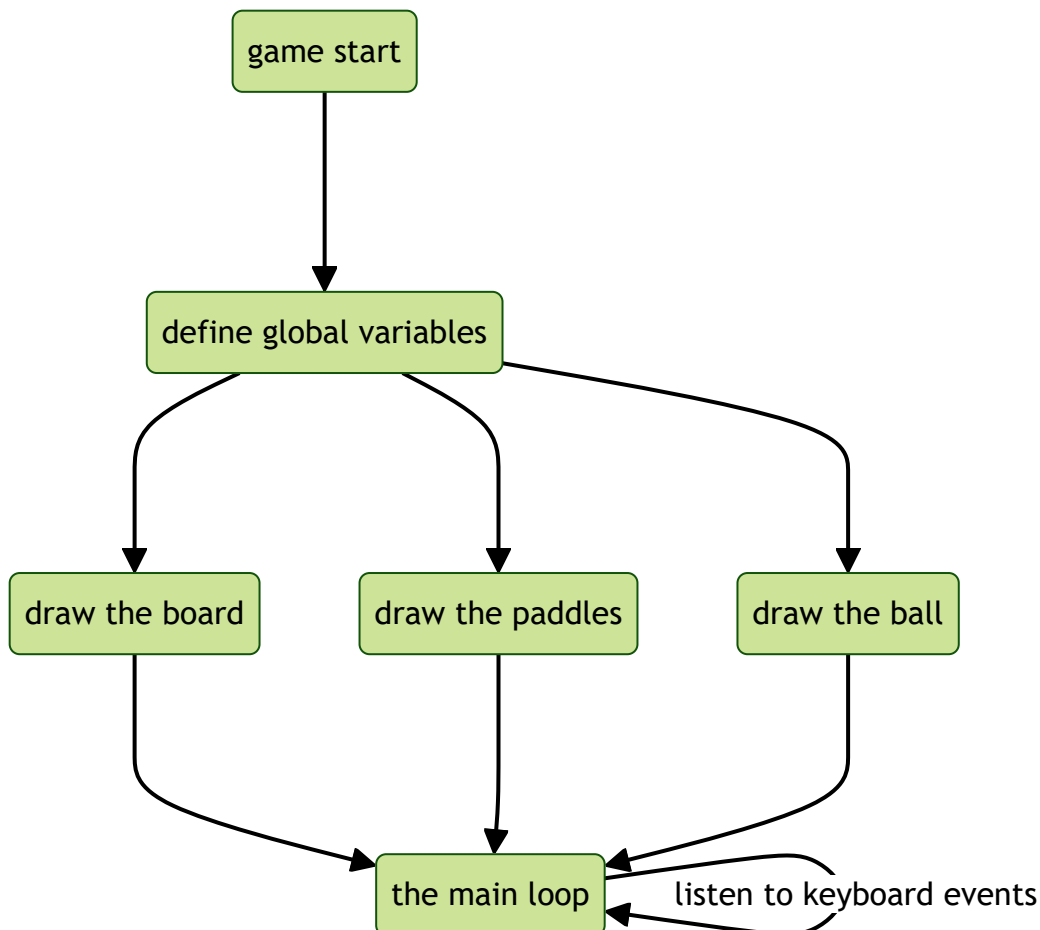 game start
define global variables
draw the board
draw the paddles
draw the ball
the main loop
listen to keyboard events